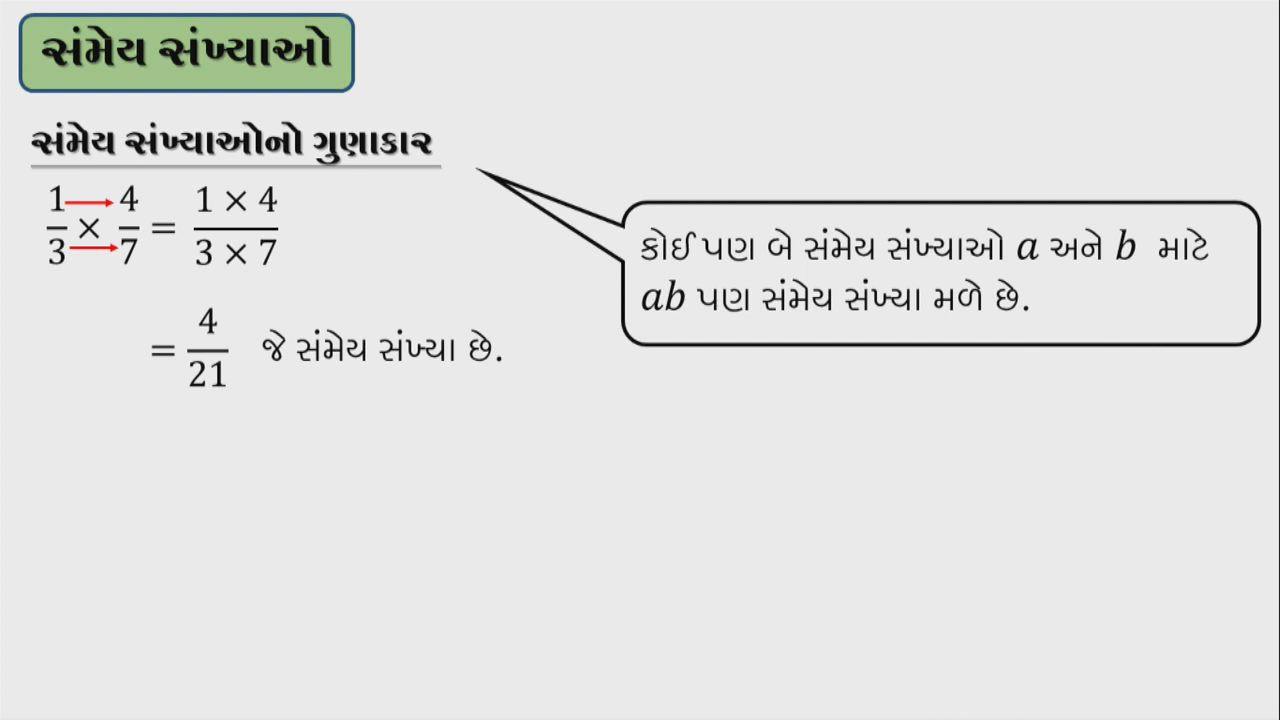 સંમેય સંખ્યાઓ
સંમેય સંખ્યાઓનો ગુણાકાર
1/3 × 4/7 = (1 × 4)/(3 × 7)
= 4/21 જે સંમેય સંખ્યા છે.
કોઈ પણ બે સંમેય સંખ્યાઓ a અને b માટે
ab પણ સંમેય સંખ્યા મળે છે.